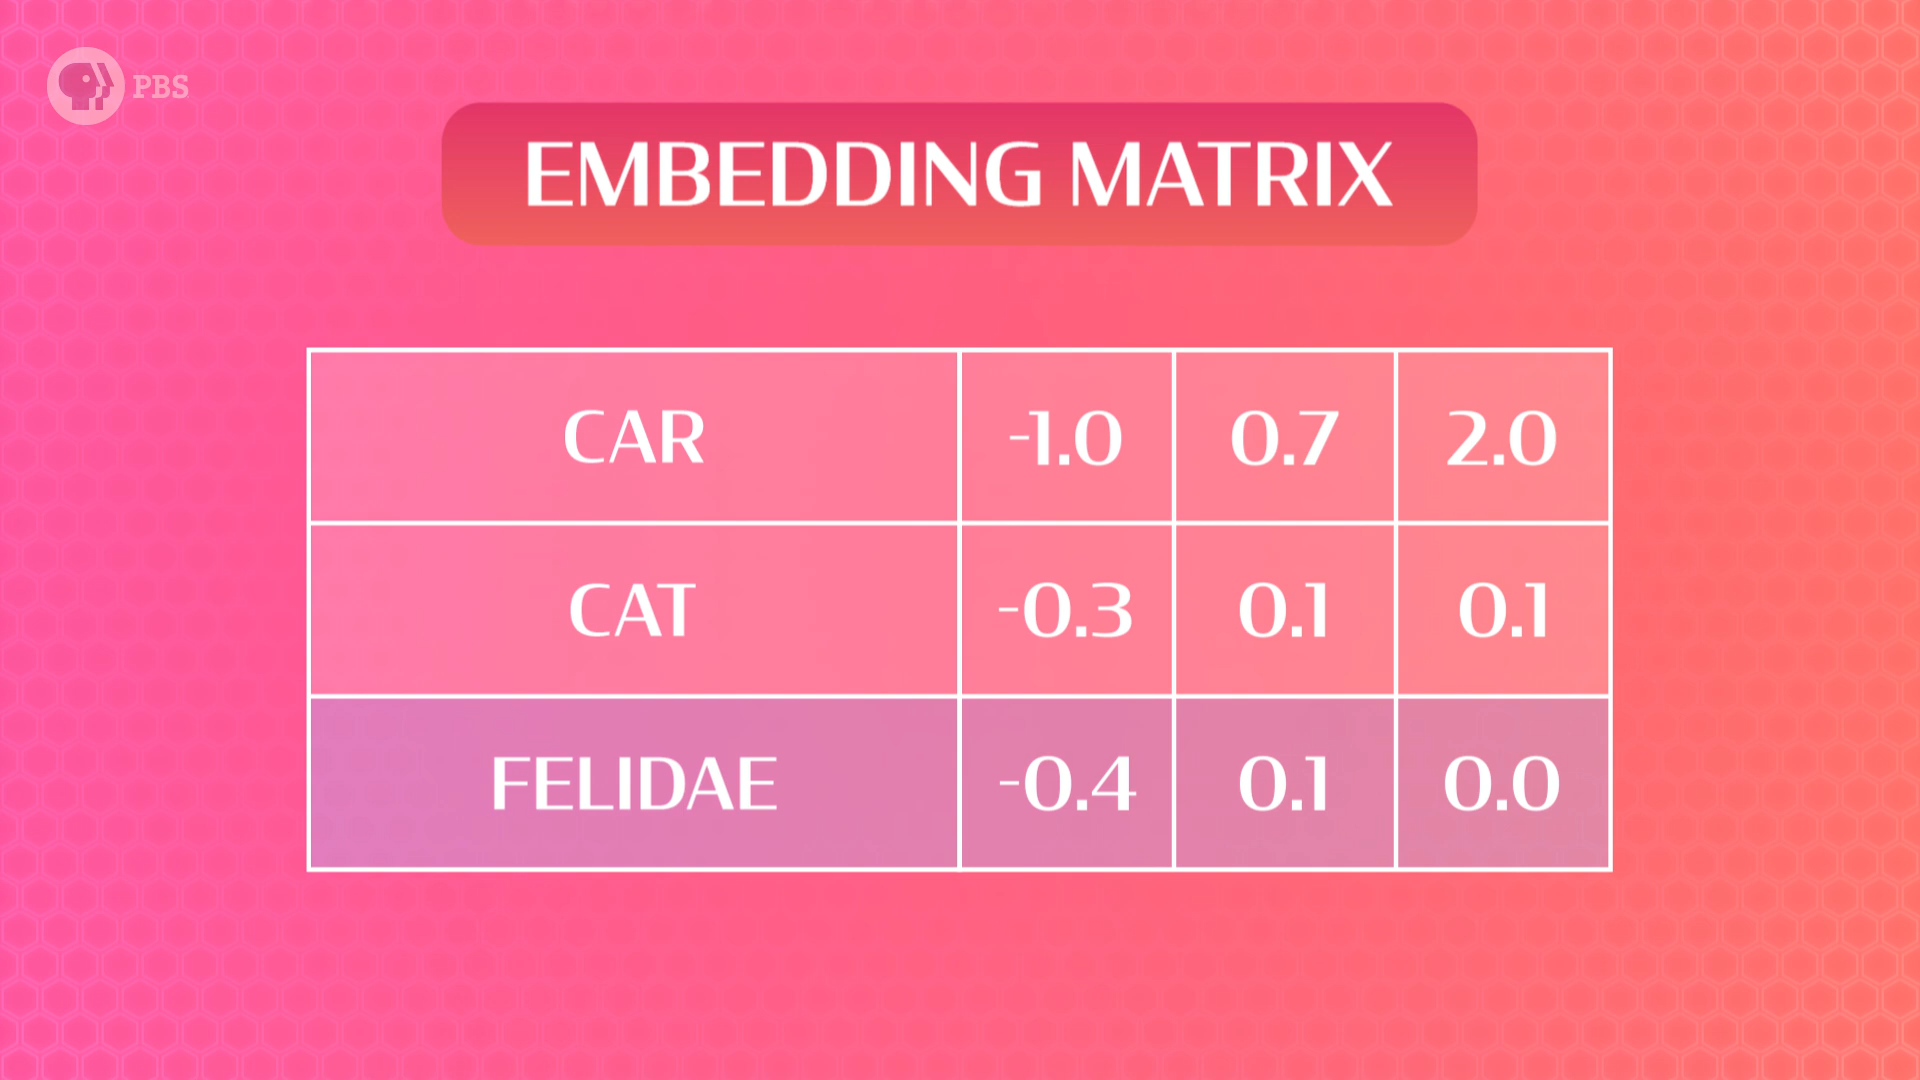 PBS
EMBEDDING MATRIX
CAR -1.0 0.7 2.0
CAT -0.3 0.1 0.1
FELIDAE -0.4 0.1 0.0